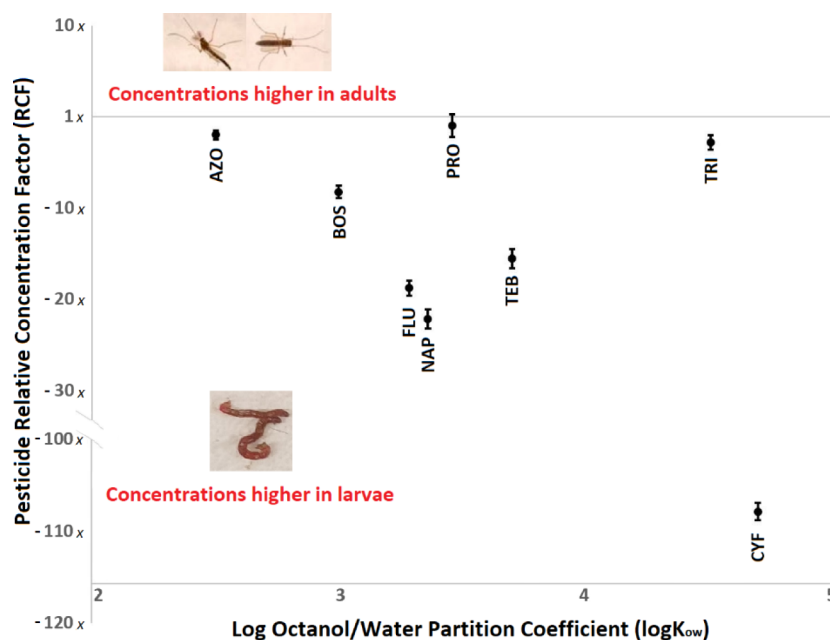 10 x
Concentrations higher in adults
1 x
AZO
PRO
TRI
BOS
- 10 x
TEB
FLU
- 20 x
NAP
- 30 x
- 100 x
Concentrations higher in larvae
- 110 x
CYF
- 120 x
2
3
4
5
Pesticide Relative Concentration Factor (RCF)
Log Octanol/Water Partition Coefficient (logKow)